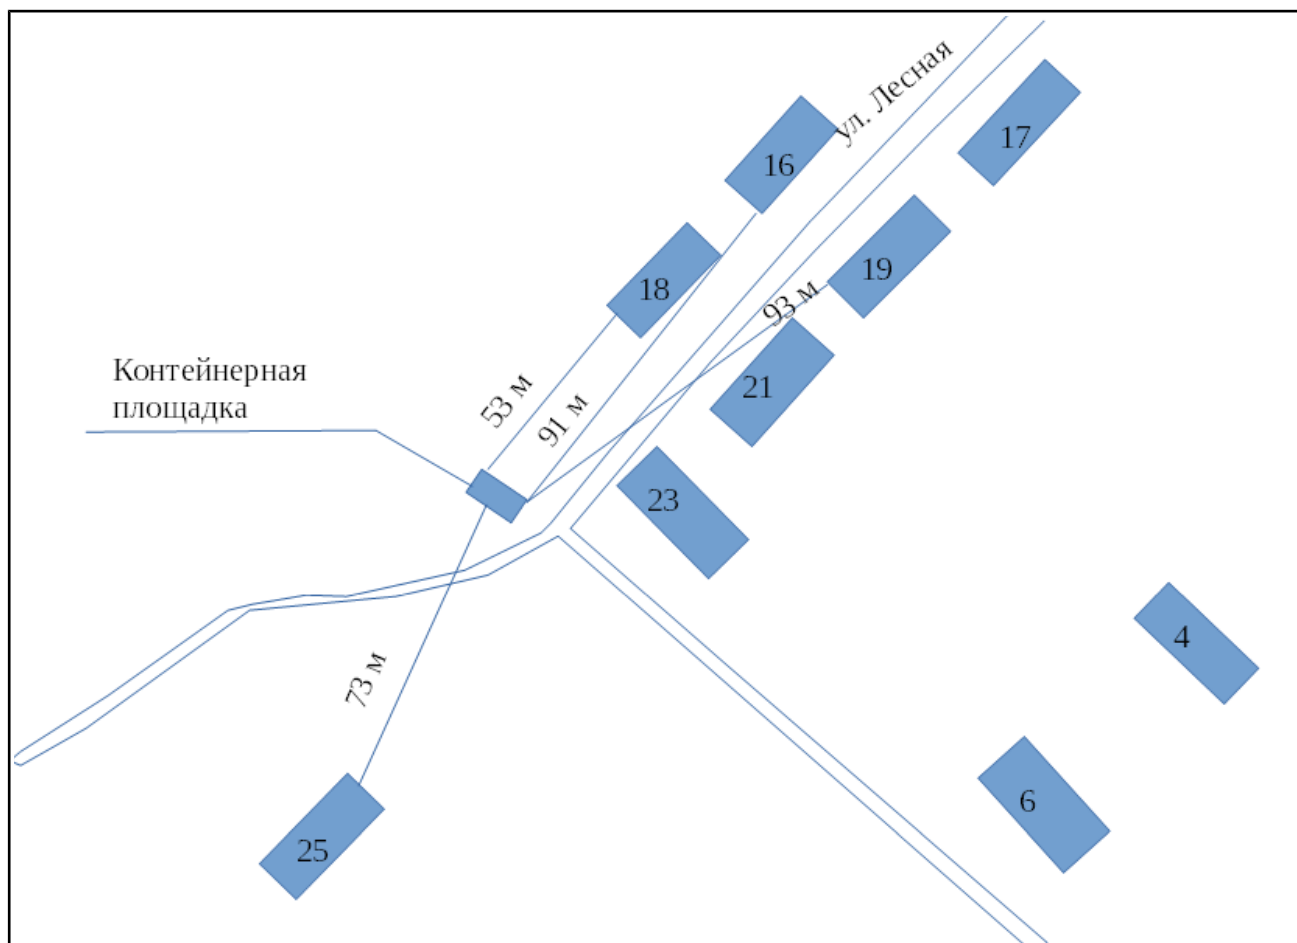 ул. Лесная
17
16
19
18
93 м
Контейнерная
площадка
21
53 м
91 м
23
4
73 м
6
25